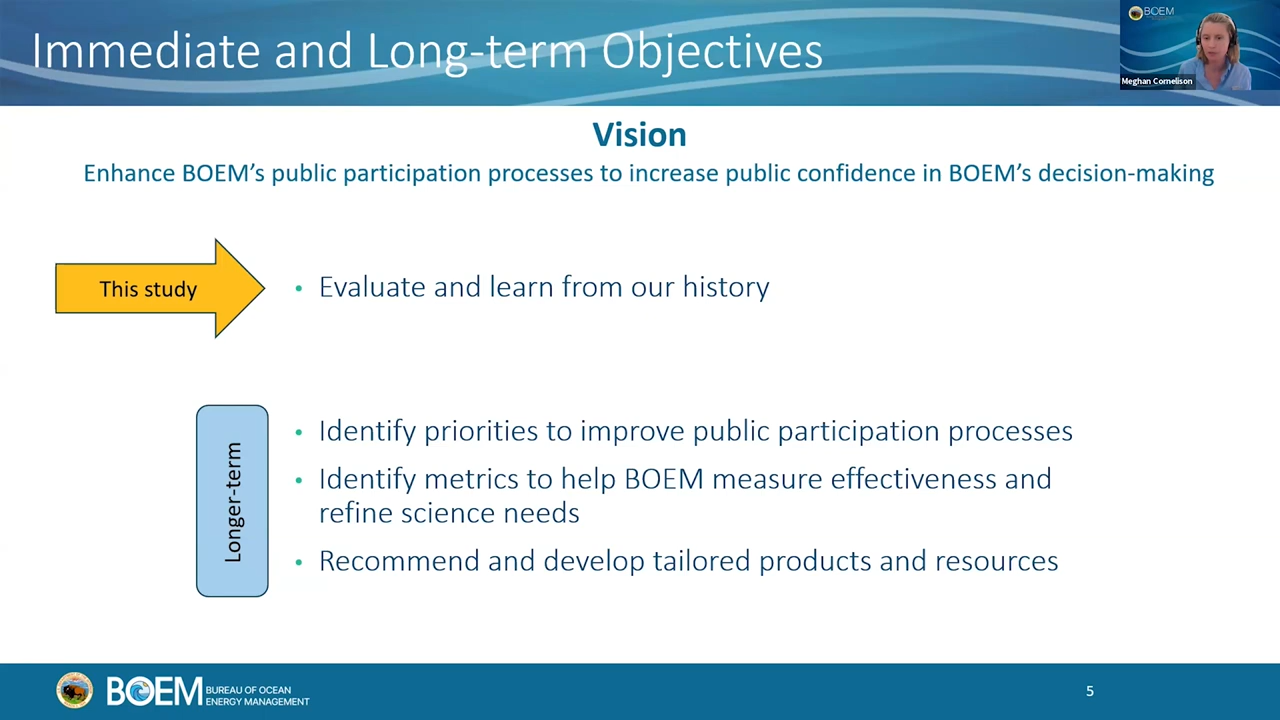 Immediate and Long-term Objectives
BOEM
Meghan Cornelison
Vision
Enhance BOEM's public participation processes to increase public confidence in BOEM's decision-making
This study
• Evaluate and learn from our history
Longer-term
• Identify priorities to improve public participation processes
• Identify metrics to help BOEM measure effectiveness and
refine science needs
• Recommend and develop tailored products and resources
BOEM
BUREAU OF OCEAN
ENERGY MANAGEMENT
5